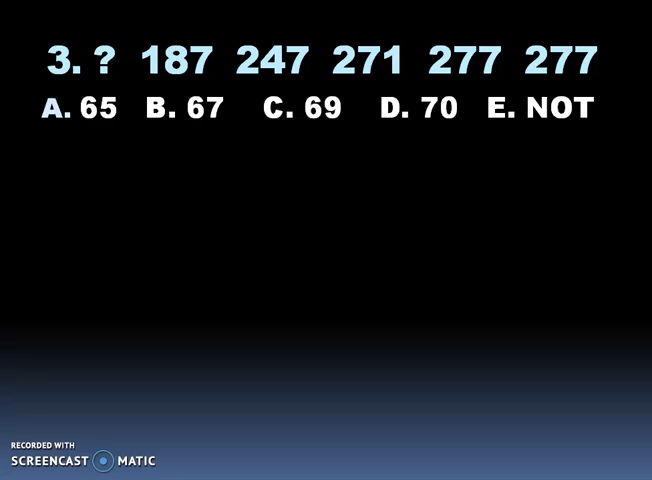 3. ? 187 247 271 277 277
A. 65 B. 67 C. 69 D. 70 E. NOT
RECORDED WITH
SCREENCAST MATIC